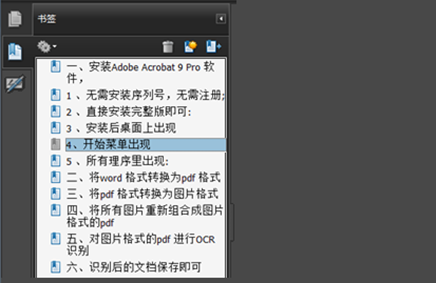 书签
一、安装Adobe Acrobat 9 Pro 软
件，
1 、无需安装序列号，无需注册;
2 、直接安装完整版即可:
3 、安装后桌面上出现
4、开始菜单出现
5 、所有理序里出现:
二、将word 格式转换为pdf 格式
三、将pdf 格式转换为图片格式
四、将所有图片重新组合成图片
格式的pdf
五、对图片格式的pdf 进行OCR
识别
六、识别后的文档保存即可